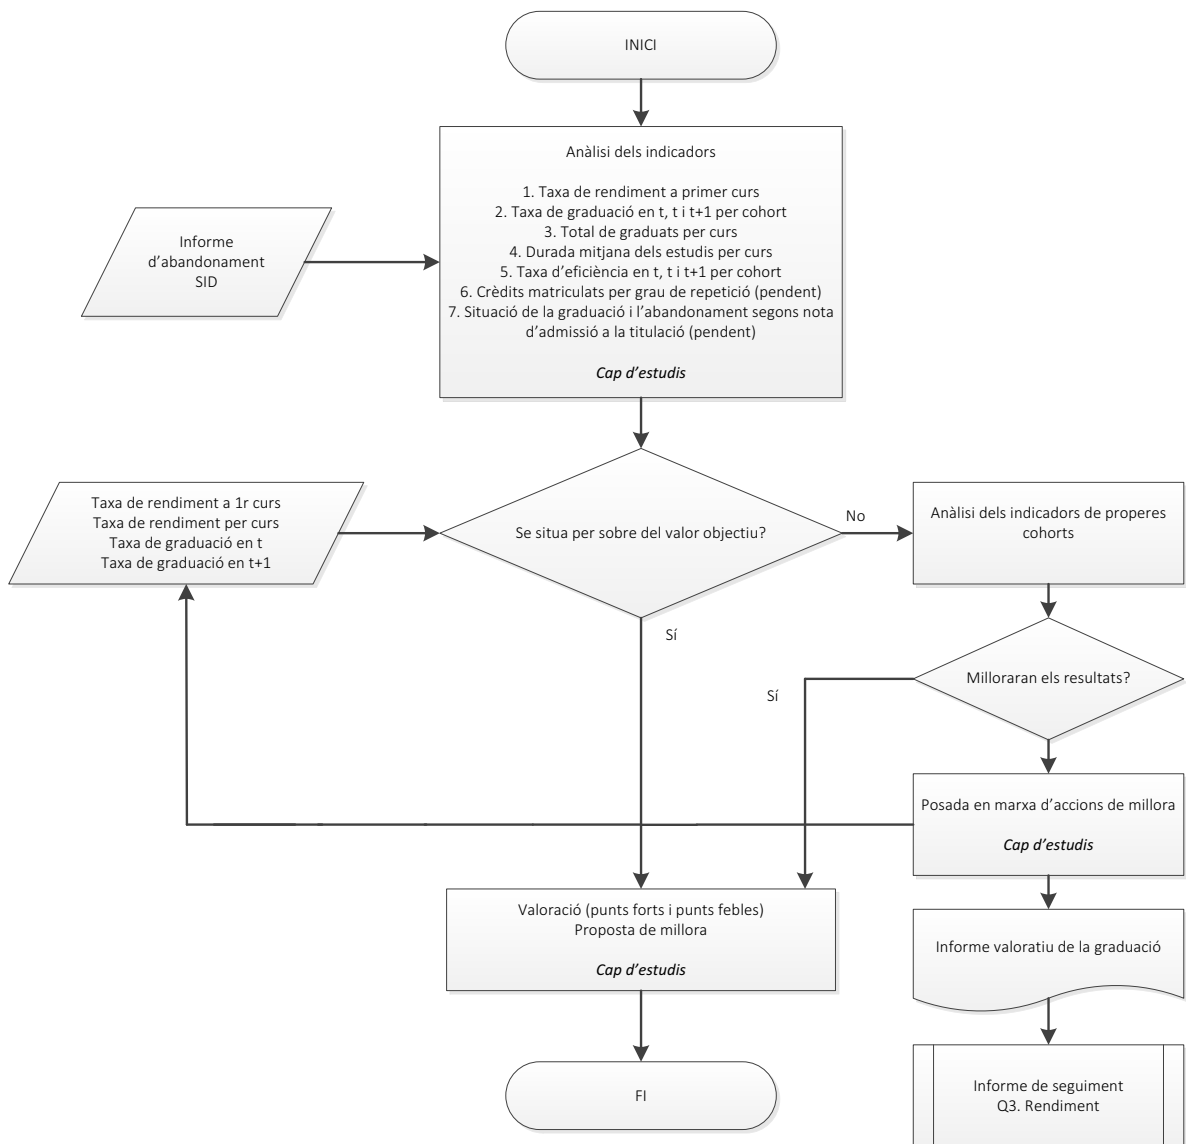 INICI
Anàlisi dels indicadors
1. Taxa de rendiment a primer curs
2. Taxa de graduació en t, t i t+1 per cohort
3. Total de graduats per curs
4. Durada mitjana dels estudis per curs
5. Taxa d’eficiència en t, t i t+1 per cohort
6. Crèdits matriculats per grau de repetició (pendent)
7. Situació de la graduació i l’abandonament segons nota
d’admissió a la titulació (pendent)
Cap d’estudis
Informe
d’abandonament
SID
Taxa de rendiment a 1r curs
Taxa de rendiment per curs
Taxa de graduació en t
Taxa de graduació en t+1
Se situa per sobre del valor objectiu?
No
Anàlisi dels indicadors de properes
cohorts
Sí
Milloraran els resultats?
Sí
Posada en marxa d’accions de millora
Cap d’estudis
Valoració (punts forts i punts febles)
Proposta de millora
Cap d’estudis
Informe valoratiu de la graduació
FI
Informe de seguiment
Q3. Rendiment